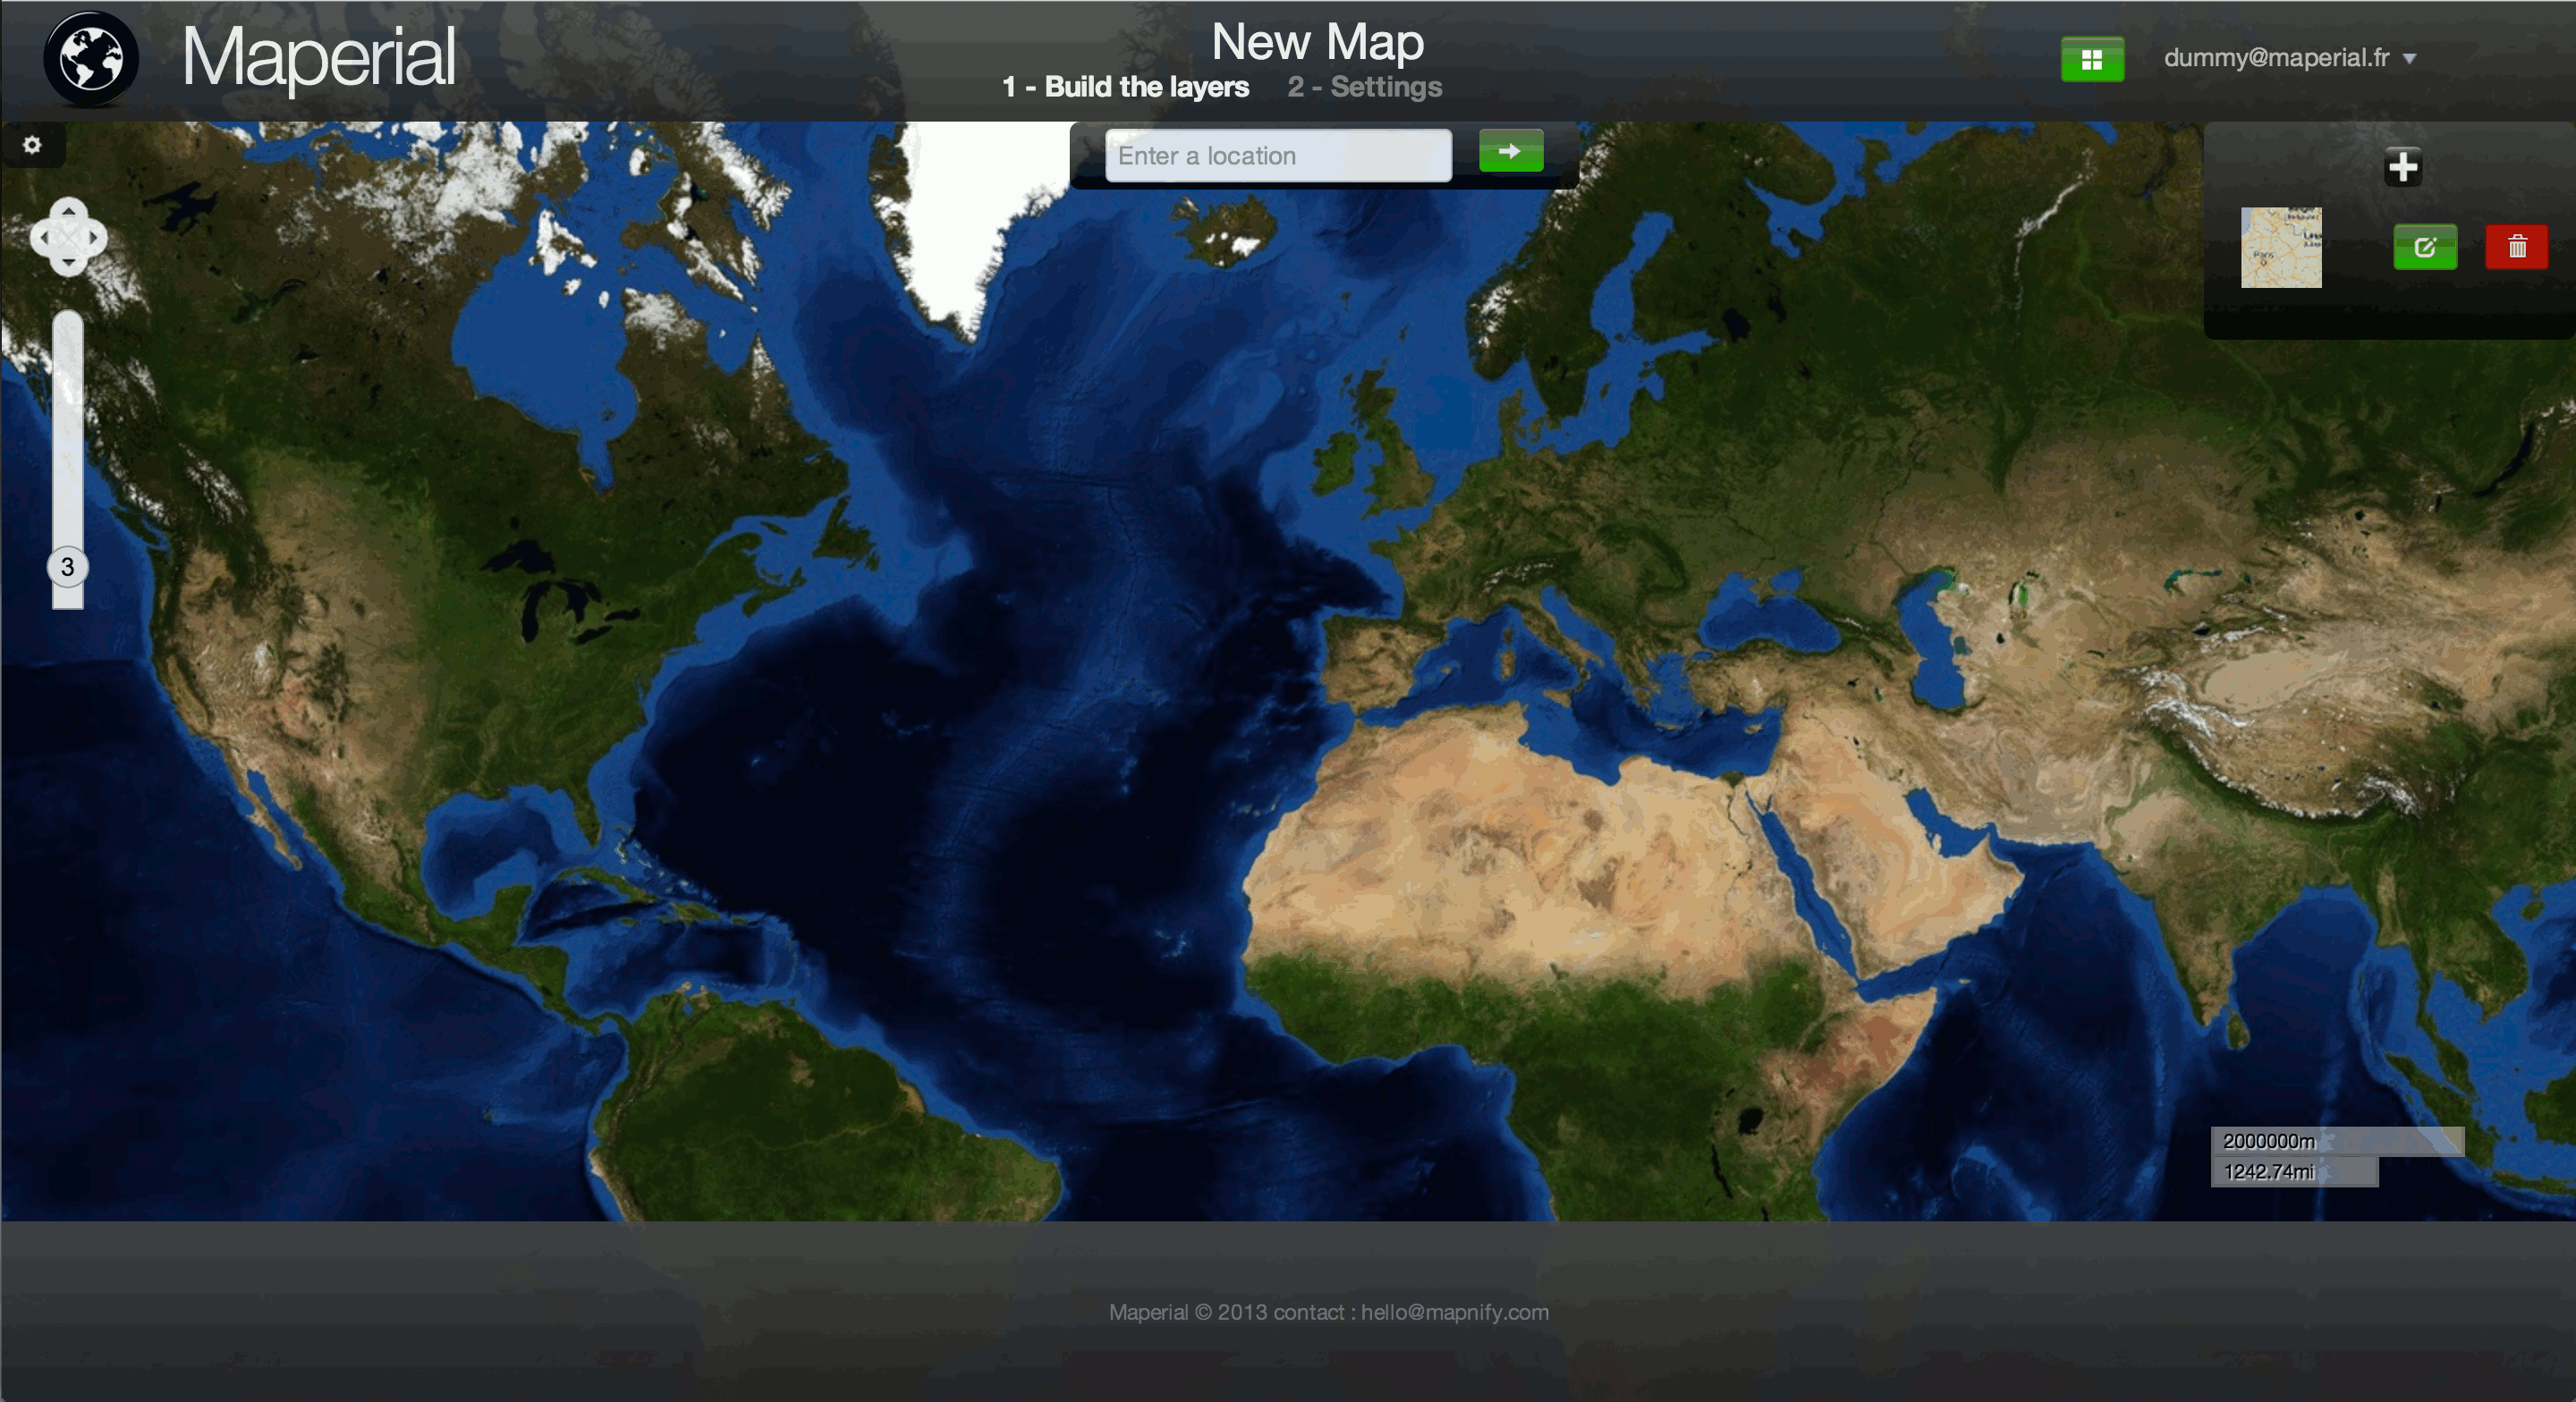 Maperial
New Map
1 - Build the layers 2 - Settings
dummy@maperial.fr
Enter a location
Paris
3
2000000m
1242.74mi
Maperial © 2013 contact : hello@mapnify.com